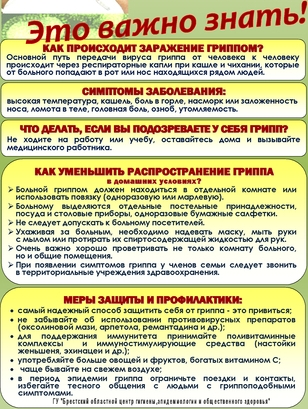 Это важно знать!
КАК ПРОИСХОДИТ ЗАРАЖЕНИЕ ГРИППОМ?
Основной путь передачи вируса гриппа от человека к человеку
происходит через респираторные капли при кашле и чихании, которые
от больного попадают в рот или нос находящихся рядом людей.
СИМПТОМЫ ЗАБОЛЕВАНИЯ:
высокая температура, кашель, боль в горле, насморк или заложенность
носа, ломота в теле, головная боль, озноб, утомляемость.
ЧТО ДЕЛАТЬ, ЕСЛИ ВЫ ПОДОЗРЕВАЕТЕ У СЕБЯ ГРИПП?
Не ходите на работу или учебу, оставайтесь дома и вызывайте
медицинского работника.
КАК УМЕНЬШИТЬ РАСПРОСТРАНЕНИЕ ГРИППА
в домашних условиях?
➢ Больной гриппом должен находиться в отдельной комнате или
использовать повязку (одноразовую или марлевую).
➢ Больному выделяются отдельные постельные принадлежности,
посуда и столовые приборы, одноразовые бумажные салфетки.
➢ Не следует допускать к больному посетителей.
➢ Ухаживая за больным, необходимо надевать маску, мыть руки
с мылом или протирать их спиртосодержащей жидкостью для рук.
➢ Очень важно хорошо проветривать не только комнату больного,
но и общие помещения.
➢ При появлении симптомов гриппа у членов семьи следует звонить
в территориальные учреждения здравоохранения.
МЕРЫ ЗАЩИТЫ И ПРОФИЛАКТИКИ:
• самый надежный способ защитить себя от гриппа - это привиться;
• не забывайте об использовании противовирусных препаратов
(оксолиновой мази, арпетола, ремантадина и др.);
• для поддержания иммунитета принимайте поливитаминные
комплексы и иммуностимулирующие средства (настойки
женьшеня, эхинацеи и др.);
• употребляйте больше овощей и фруктов, богатых витамином С;
• чаще бывайте на свежем воздухе;
• в период эпидемии гриппа ограничьте поездки и контакты,
избегайте тесного общения с людьми с гриппоподобными
симптомами.
ГУ "Брестский областной центр гигиены,эпидемиологии и общественного здоровья"